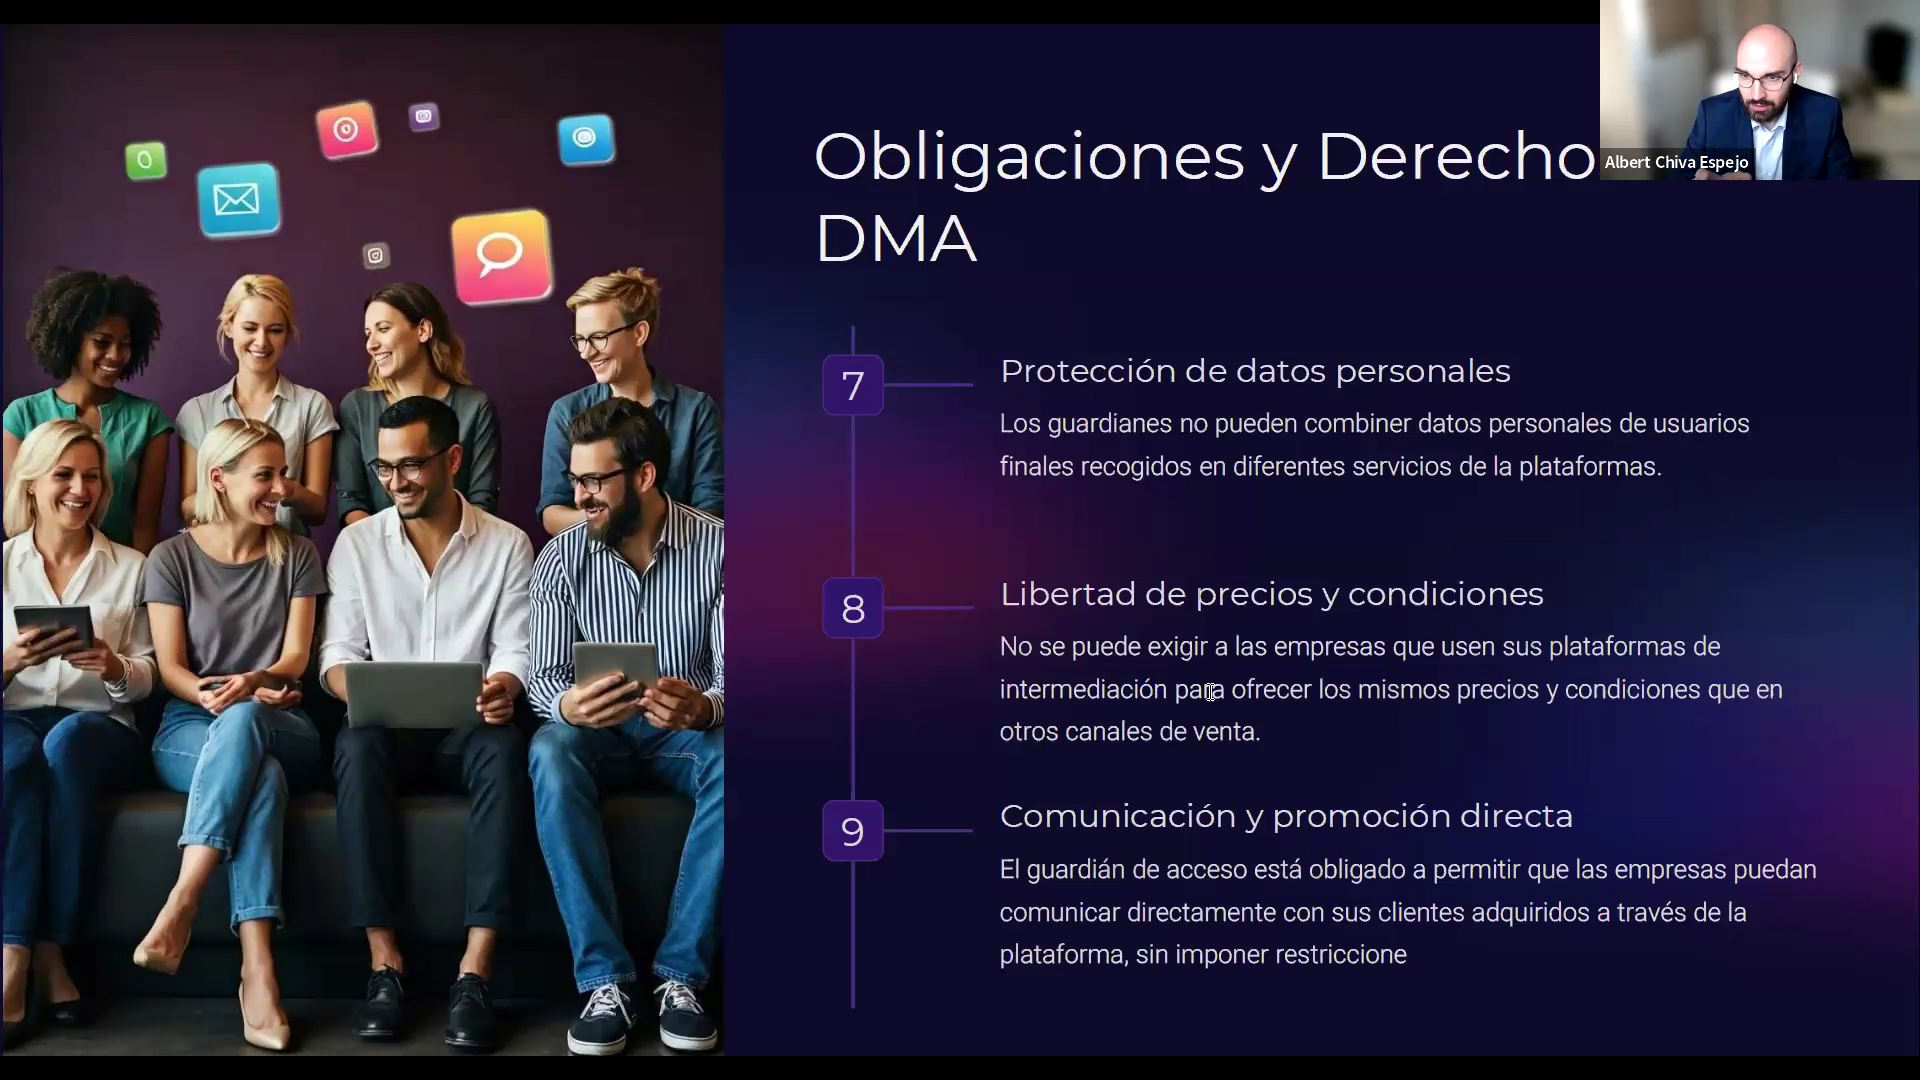 Obligaciones y Derecho
DMA
Albert Chiva Espejo
7
Protección de datos personales
Los guardianes no pueden combiner datos personales de usuarios
finales recogidos en diferentes servicios de la plataformas.
8
Libertad de precios y condiciones
No se puede exigir a las empresas que usen sus plataformas de
intermediación para ofrecer los mismos precios y condiciones que en
otros canales de venta.
9
Comunicación y promoción directa
El guardián de acceso está obligado a permitir que las empresas puedan
comunicar directamente con sus clientes adquiridos a través de la
plataforma, sin imponer restriccione